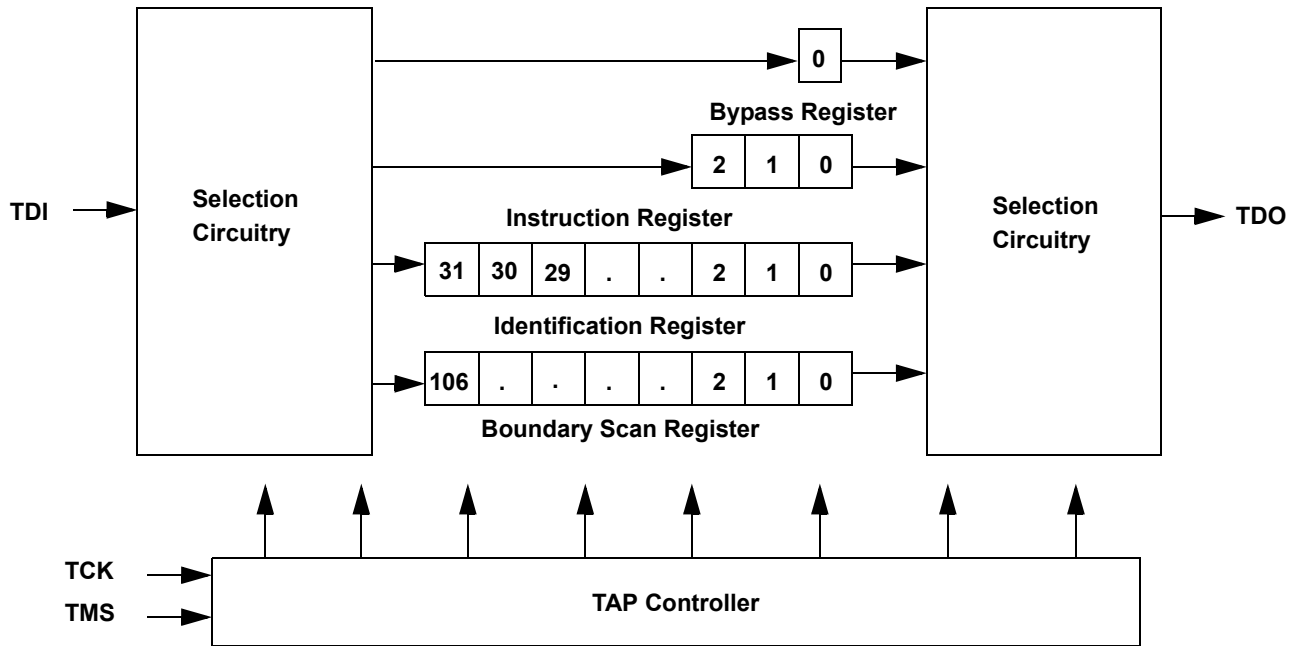 0
Bypass Register
2 1 0
TDI
Selection
Circuitry
Selection
Circuitry
TDO
Instruction Register
31 30 29 . . 2 1 0
Identification Register
106 . . . . 2 1 0
Boundary Scan Register
TCK
TMS
TAP Controller